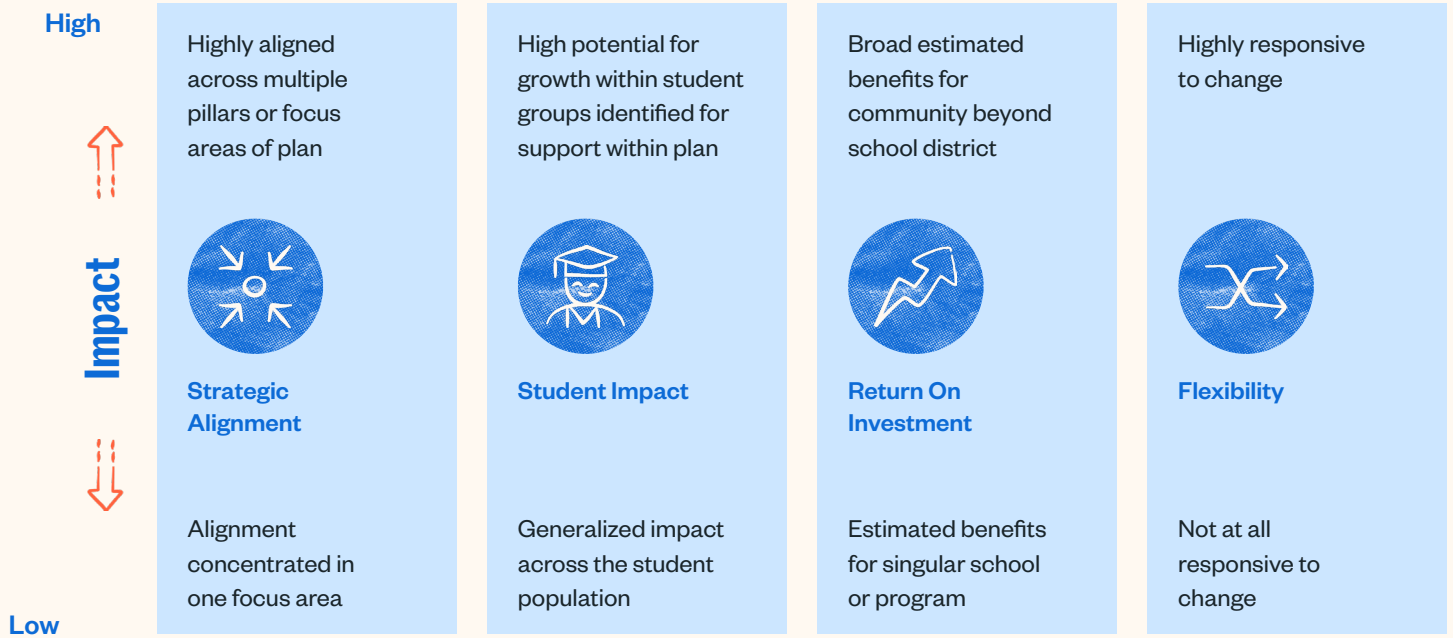 High
Impact
Low
Highly aligned
across multiple
pillars or focus
areas of plan
Strategic
Alignment
Alignment
concentrated in
one focus area
High potential for
growth within student
groups identified for
support within plan
Student Impact
Generalized impact
across the student
population
Broad estimated
benefits for
community beyond
school district
Return On
Investment
Estimated benefits
for singular school
or program
Highly responsive
to change
Flexibility
Not at all
responsive to
change